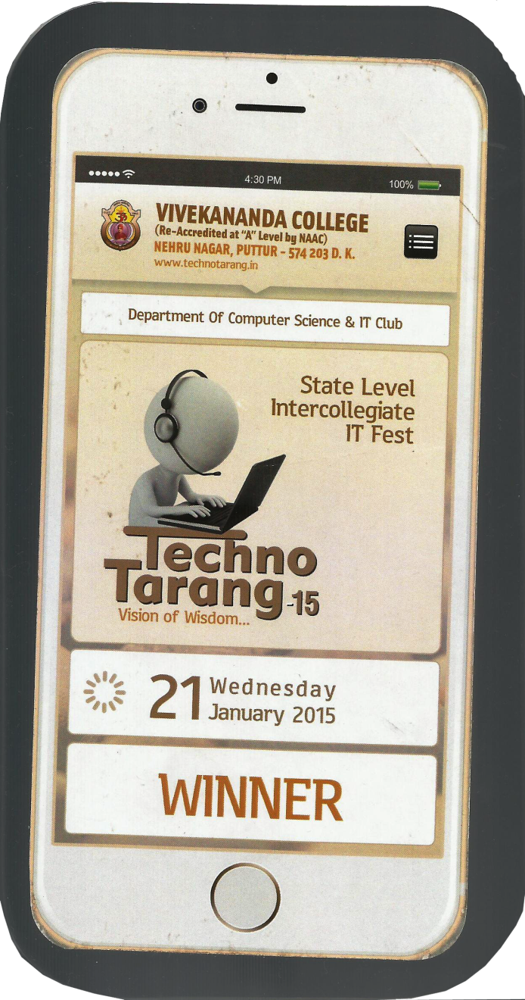 4:30 PM
100%
VIVEKANANDA COLLEGE
(Re-Accredited at "A" Level by NAAC)
NEHRU NAGAR, PUTTUR - 574 203 D. K.
www.technotarang.in
Department Of Computer Science & IT Club
State Level
Intercollegiate
IT Fest
Techno
Tarang-15
Vision of Wisdom...
21 Wednesday
January 2015
WINNER